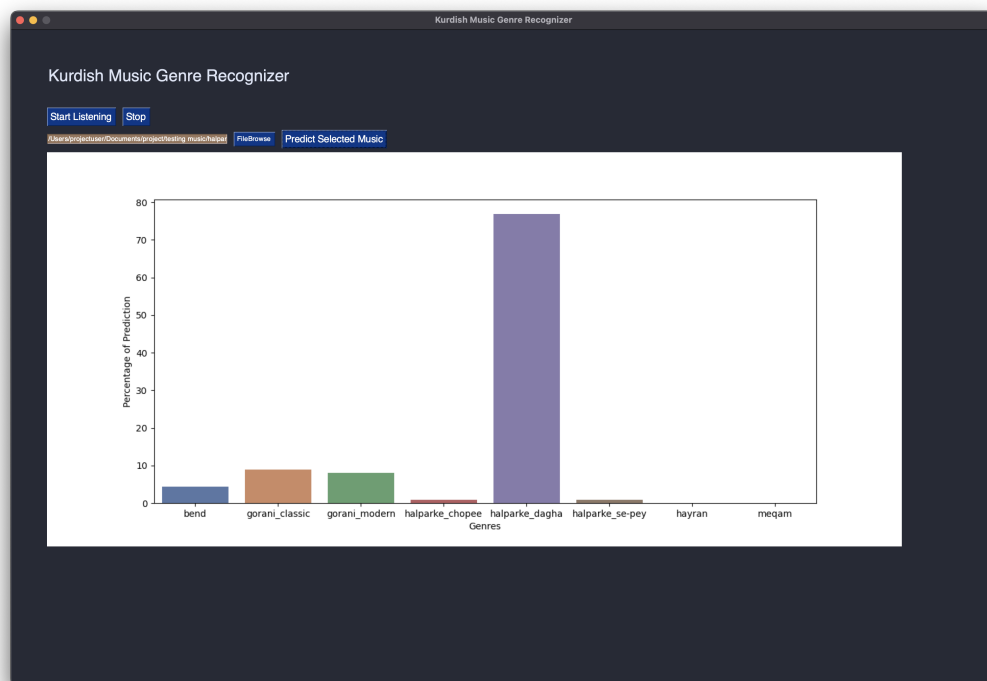 Kurdish Music Genre Recognizer
Kurdish Music Genre Recognizer
Start Listening Stop
/Users/projectuser/Documents/project/testing music/halpar FileBrowse Predict Selected Music
80
70
60
50
40
30
20
10
0
Percentage of Prediction
bend gorani_classic gorani_modern halparke_chopee halparke_dagha halparke_se-pey hayran meqam
Genres